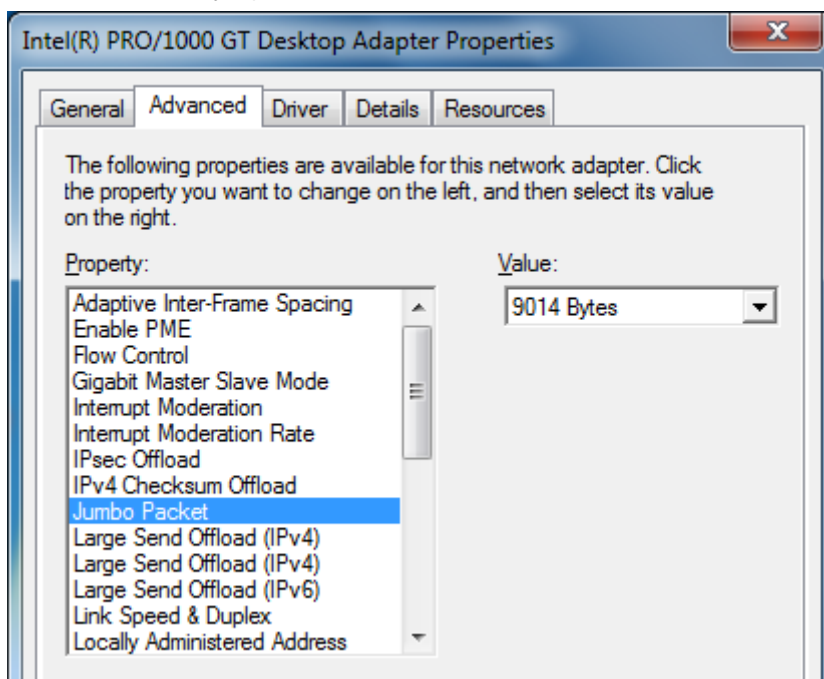 Intel(R) PRO/1000 GT Desktop Adapter Properties
General Advanced Driver Details Resources
The following properties are available for this network adapter. Click
the property you want to change on the left, and then select its value
on the right.
Property:
Value:
Adaptive Inter-Frame Spacing
Enable PME
Flow Control
Gigabit Master Slave Mode
Interrupt Moderation
Interrupt Moderation Rate
IPsec Offload
IPv4 Checksum Offload
Jumbo Packet
Large Send Offload (IPv4)
Large Send Offload (IPv4)
Large Send Offload (IPv6)
Link Speed & Duplex
Locally Administered Address
9014 Bytes